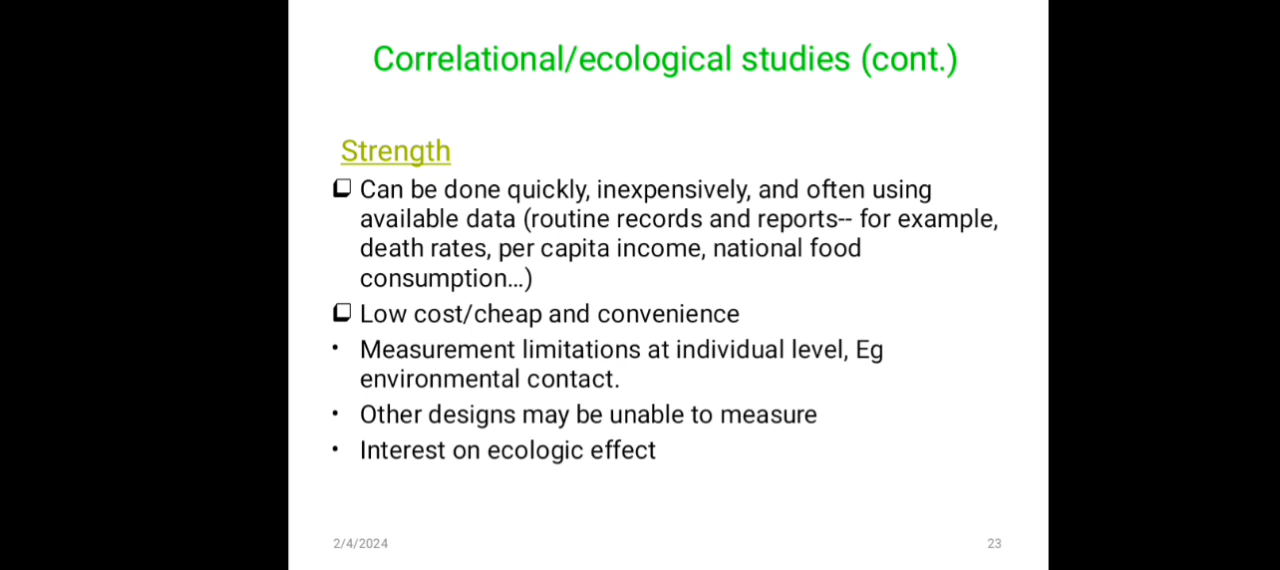 Correlational/ecological studies (cont.)
Strength
❑ Can be done quickly, inexpensively, and often using
available data (routine records and reports-- for example,
death rates, per capita income, national food
consumption…)
❑ Low cost/cheap and convenience
• Measurement limitations at individual level, Eg
environmental contact.
• Other designs may be unable to measure
• Interest on ecologic effect
2/4/2024
23